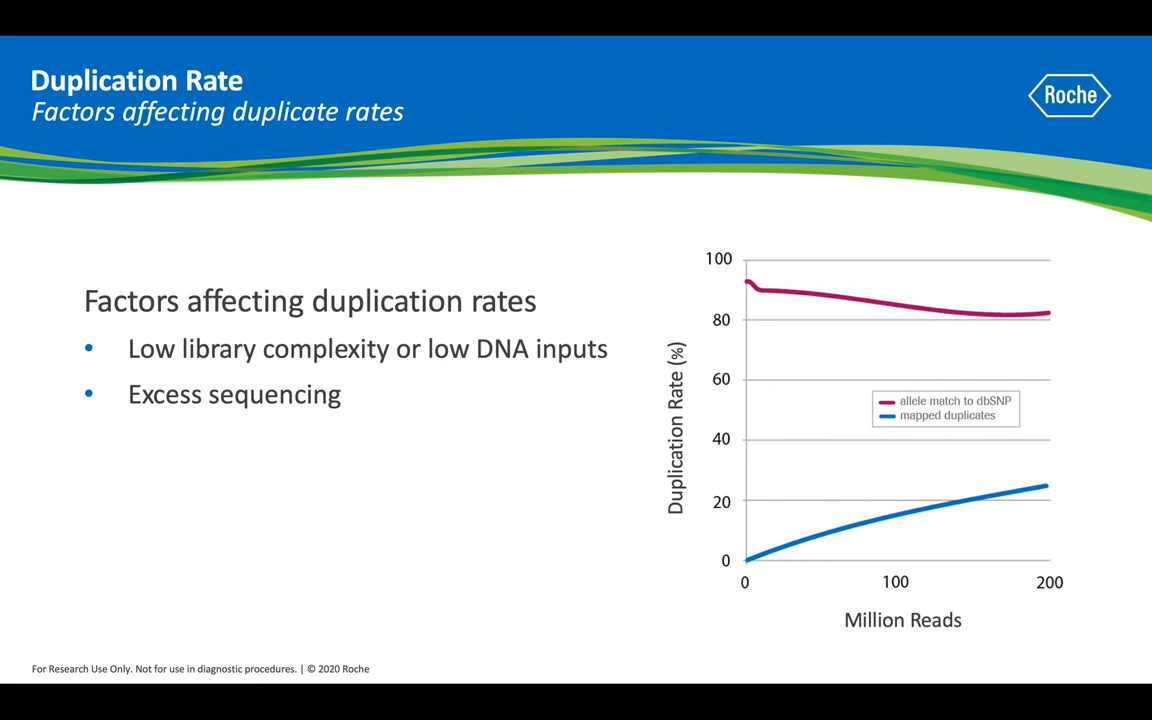 Duplication Rate
Factors affecting duplicate rates
Roche
Factors affecting duplication rates
• Low library complexity or low DNA inputs
• Excess sequencing
100
80
60
40
20
0
Duplication Rate (%)
allele match to dbSNP
mapped duplicates
0 100 200
Million Reads
For Research Use Only. Not for use in diagnostic procedures. | © 2020 Roche